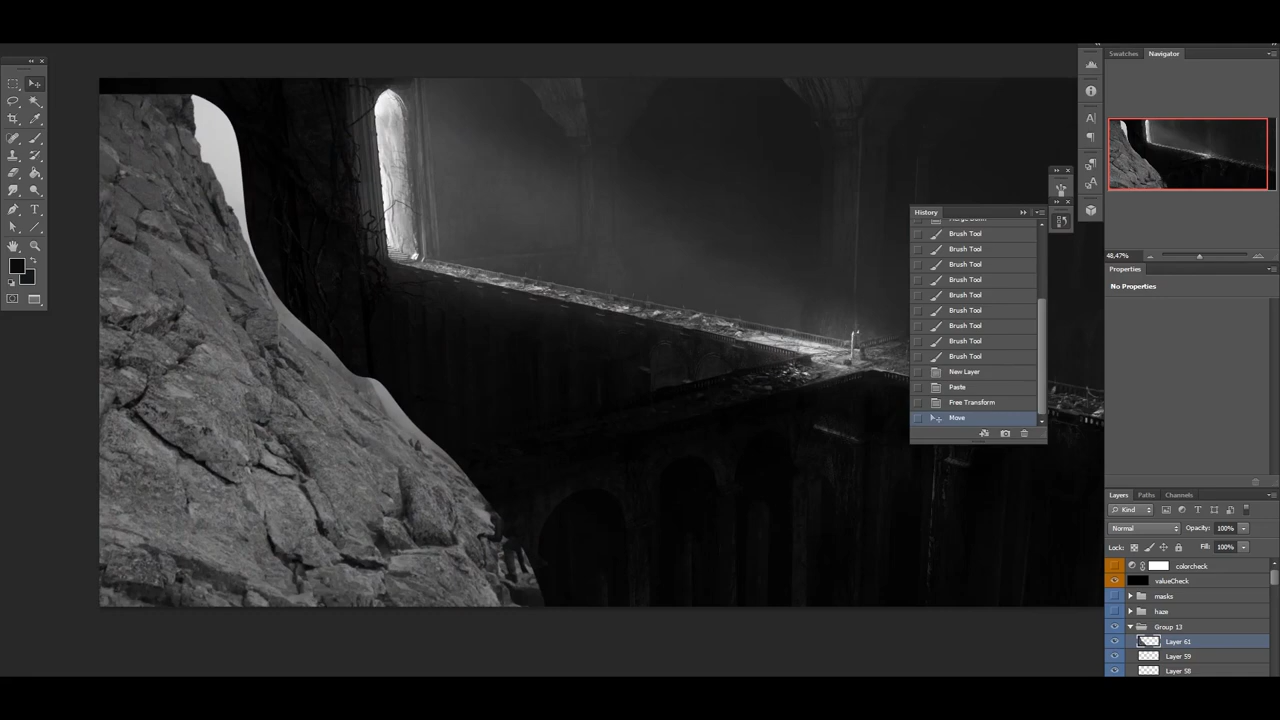 Swatches Navigator
48,47%
Properties
No Properties
History
Brush Tool
Brush Tool
Brush Tool
Brush Tool
Brush Tool
Brush Tool
Brush Tool
Brush Tool
Brush Tool
New Layer
Paste
Free Transform
Move
Layers Paths Channels
Kind
Normal Opacity: 100%
Lock: Fill: 100%
colorcheck
valueCheck
masks
haze
Group 13
Layer 61
Layer 59
Layer 58